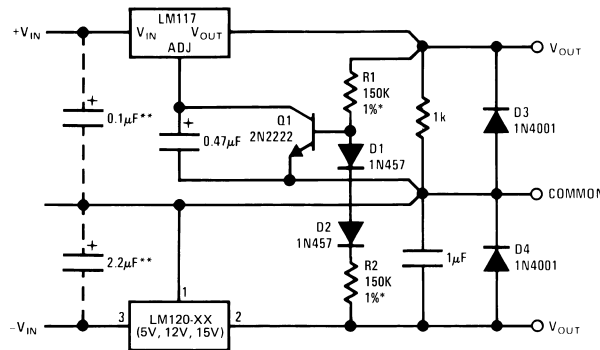 LM117
+VIN
VIN
VOUT
ADJ
VOUT
0.1μF**
+
0.47μF
+
Q1
2N2222
R1
150K
1%*
D1
1N457
1k
D3
1N4001
COMMON
2.2μF**
+
D2
1N457
R2
150K
1%*
1μF
D4
1N4001
1
–VIN
3
LM120-XX
(5V, 12V, 15V)
2
VOUT